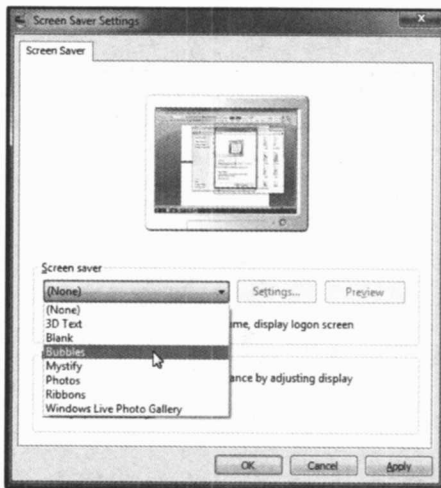 Screen Saver Settings
Screen Saver
Screen saver
(None)
Settings...
Preview
(None)
3D Text
Blank
Bubbles
Mystify
Photos
Ribbons
Windows Live Photo Gallery
me, display logon screen
ance by adjusting display
OK
Cancel
Apply